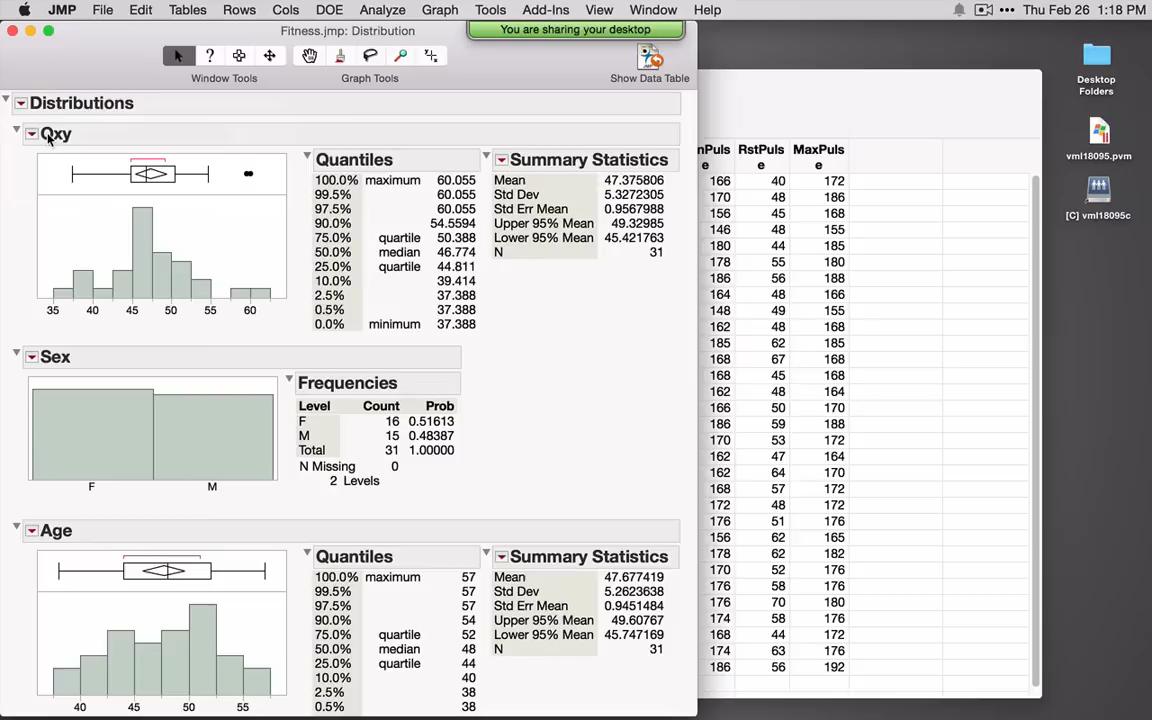 JMP File Edit Tables Rows Cols DOE Analyze Graph Tools Add-Ins View Window Help Thu Feb 26 1:18 PM
Fitness.jmp: Distribution
You are sharing your desktop
?
Window Tools Graph Tools Show Data Table
Distributions
Oxy
Quantiles
100.0% maximum 60.055
99.5% 60.055
97.5% 60.055
90.0% 54.5594
75.0% quartile 50.388
50.0% median 46.774
25.0% quartile 44.811
10.0% 39.414
2.5% 37.388
0.5% 37.388
0.0% minimum 37.388
Summary Statistics
Mean 47.375806
Std Dev 5.3272305
Std Err Mean 0.9567988
Upper 95% Mean 49.32985
Lower 95% Mean 45.421763
N 31
35 40 45 50 55 60
Sex
F M
Frequencies
Level Count Prob
F 16 0.51613
M 15 0.48387
Total 31 1.00000
N Missing 0
2 Levels
Age
Quantiles
100.0% maximum 57
99.5% 57
97.5% 57
90.0% 54
75.0% quartile 52
50.0% median 48
25.0% quartile 44
10.0% 40
2.5% 38
0.5% 38
Summary Statistics
Mean 47.677419
Std Dev 5.2623638
Std Err Mean 0.9451484
Upper 95% Mean 49.60767
Lower 95% Mean 45.747169
N 31
40 45 50 55
nPuls RstPuls MaxPuls
e e e
166 40 172
170 48 186
156 45 168
146 48 155
180 44 185
178 55 180
186 56 188
164 48 166
148 49 155
162 48 168
185 62 185
168 67 168
168 45 168
162 48 164
166 50 170
186 59 188
170 53 172
162 47 164
162 64 170
168 57 172
172 48 172
176 51 176
156 62 165
178 62 182
170 52 176
176 58 176
176 70 180
174 58 176
168 44 172
174 63 176
186 56 192
Desktop
Folders
vml18095.pvm
[C] vml18095c